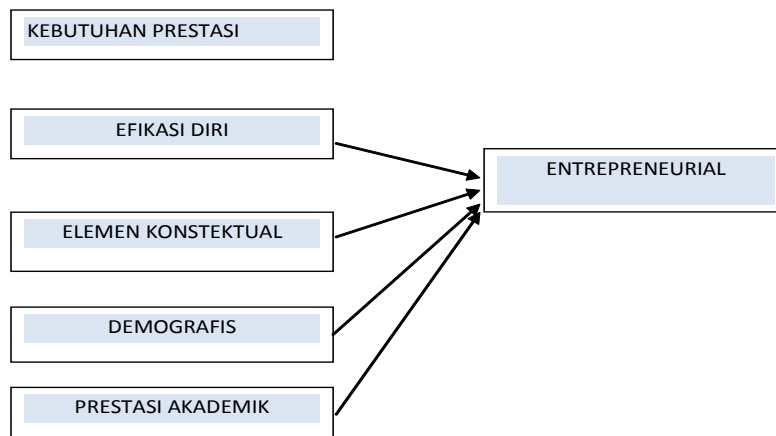 KEBUTUHAN PRESTASI
EFIKASI DIRI
ENTREPRENEURIAL
ELEMEN KONSTEKTUAL
DEMOGRAFIS
PRESTASI AKADEMIK